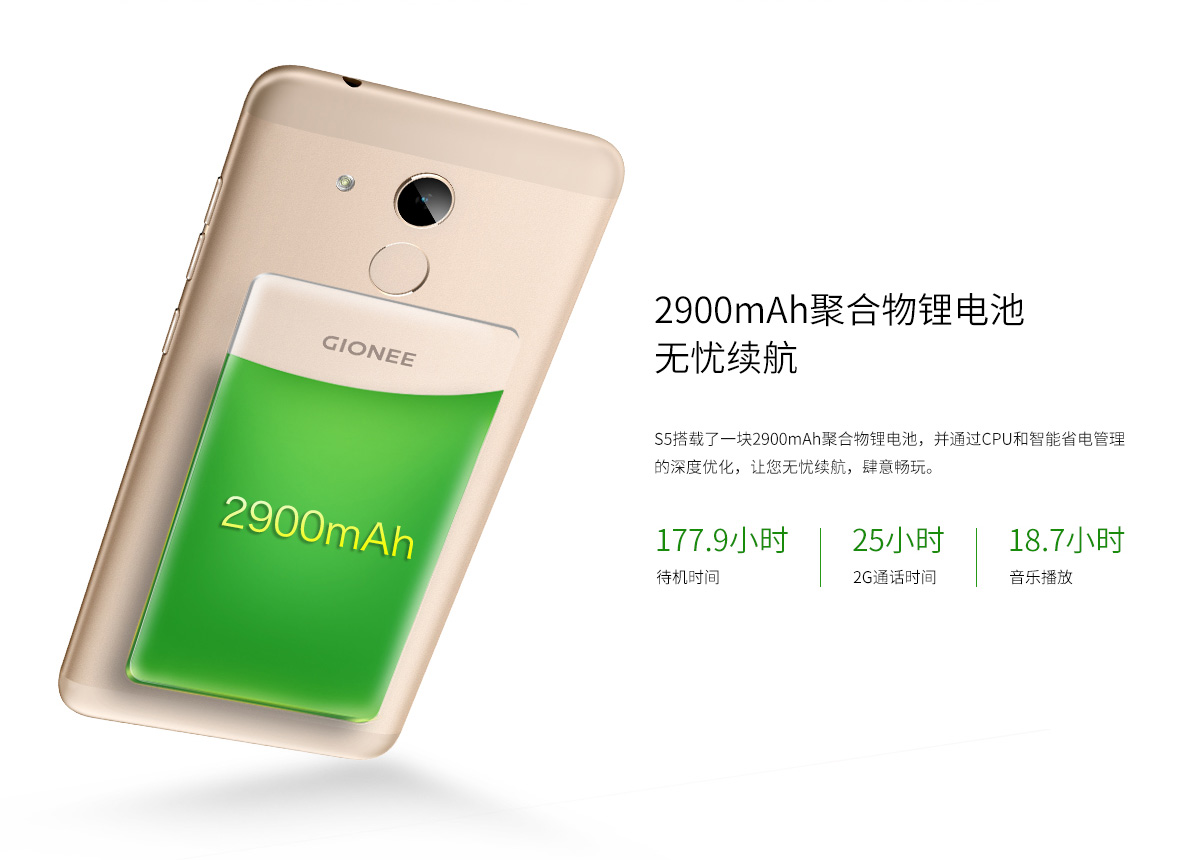 GIONEE
2900mAh
2900mAh聚合物锂电池
无忧续航
S5搭载了一块2900mAh聚合物锂电池，并通过CPU和智能省电管理
的深度优化，让您无忧续航，肆意畅玩。
177.9小时
待机时间
25小时
2G通话时间
18.7小时
音乐播放